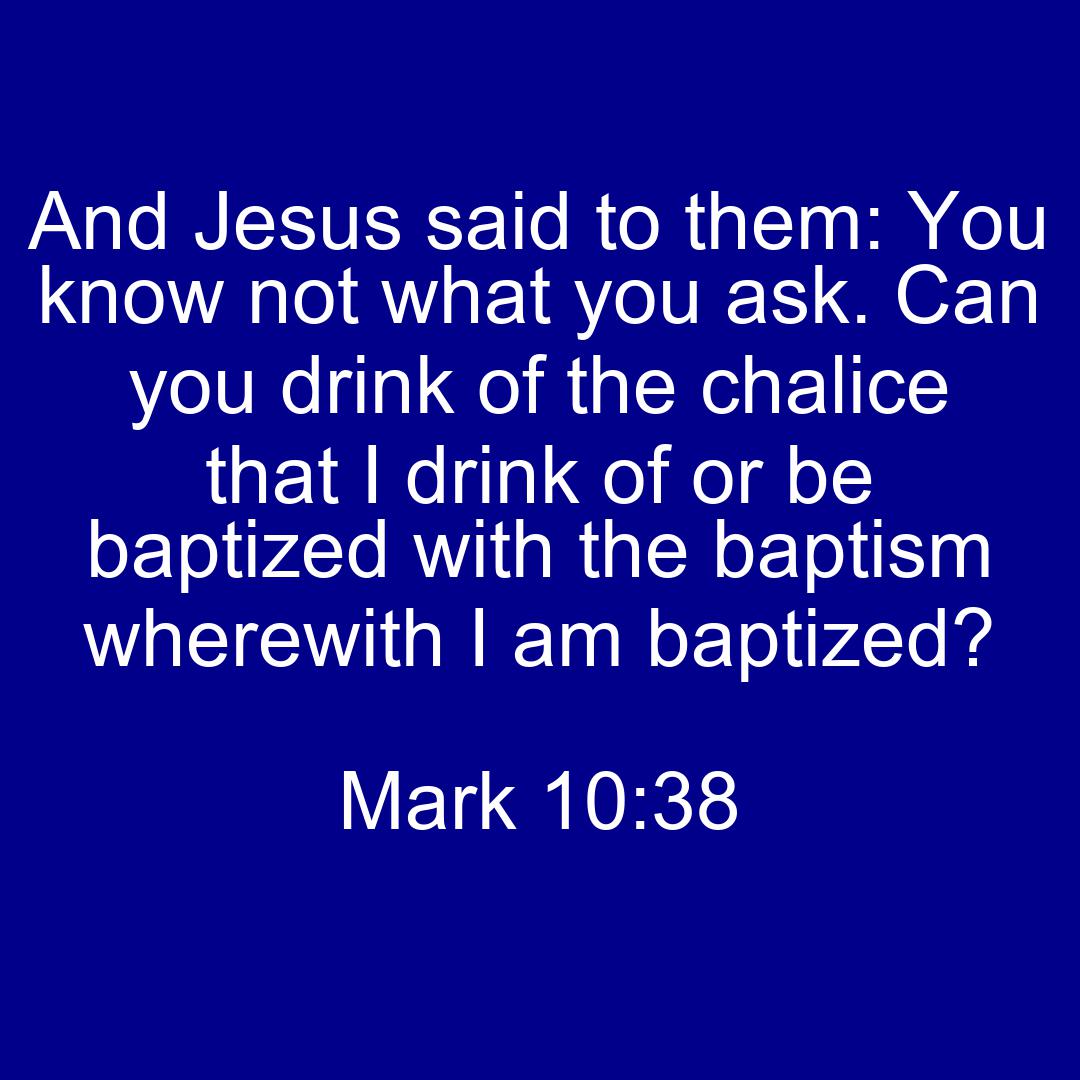 And Jesus said to them: You
know not what you ask. Can
you drink of the chalice
that I drink of or be
baptized with the baptism
wherewith I am baptized?
Mark 10:38